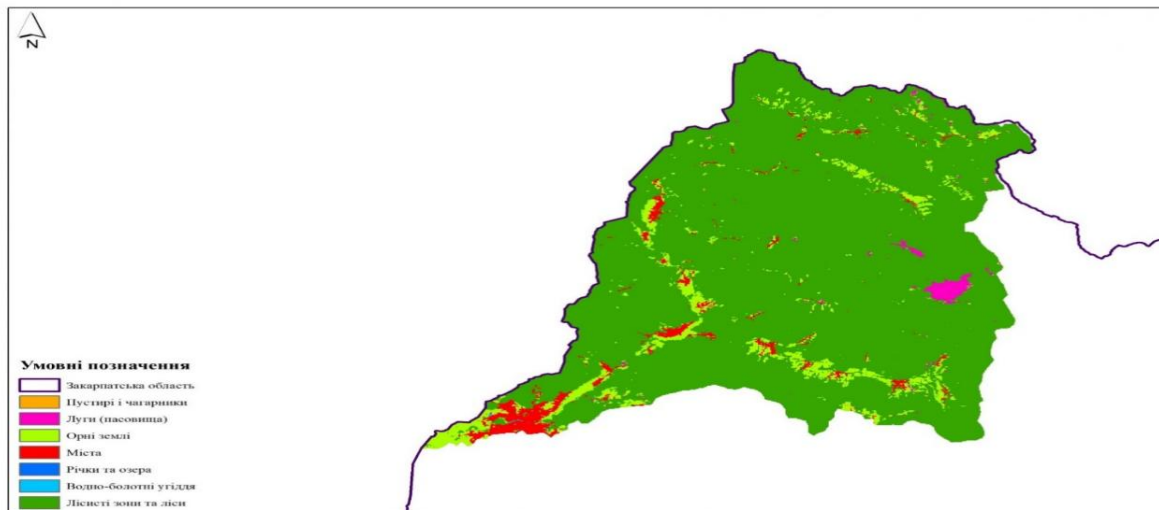 N
Умовні позначення
Закарпатська область
Пустирі і чагарники
Луги (пасовища)
Орні землі
Міста
Річки та озера
Водно-болотні угіддя
Лісисті зони та ліси